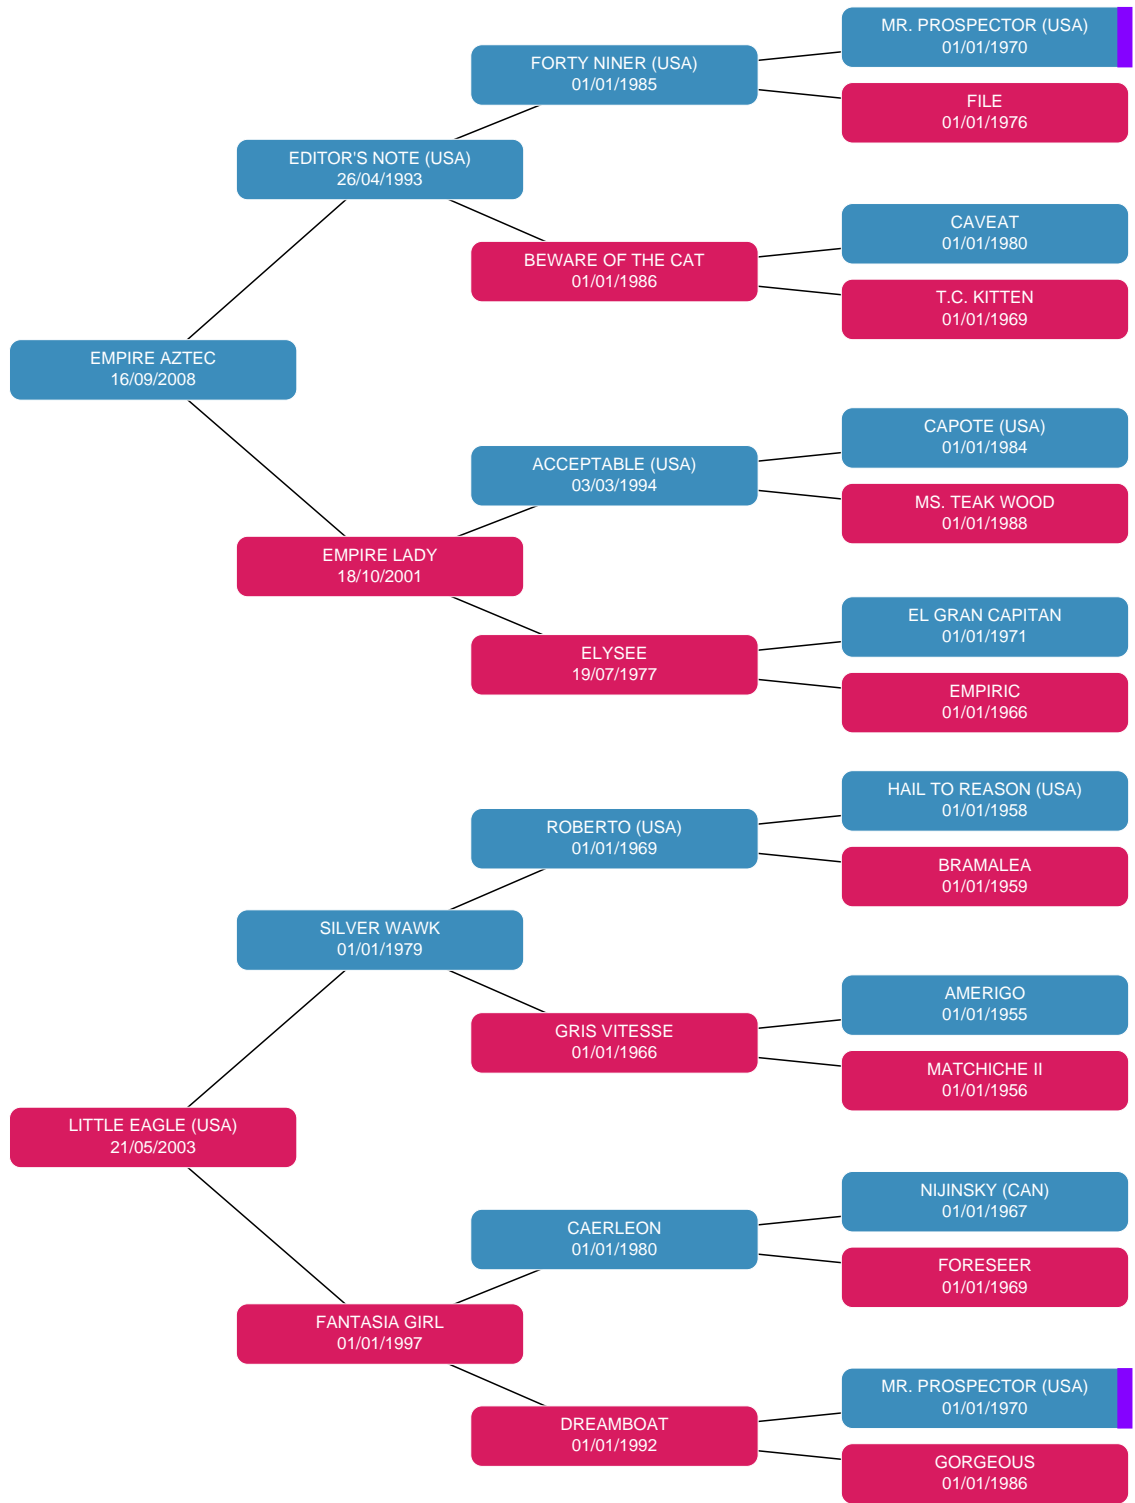 MR. PROSPECTOR (USA)
01/01/1970
FORTY NINER (USA)
01/01/1985
FILE
01/01/1976
EDITOR'S NOTE (USA)
26/04/1993
CAVEAT
01/01/1980
BEWARE OF THE CAT
01/01/1986
T.C. KITTEN
01/01/1969
EMPIRE AZTEC
16/09/2008
CAPOTE (USA)
01/01/1984
ACCEPTABLE (USA)
03/03/1994
MS. TEAK WOOD
01/01/1988
EMPIRE LADY
18/10/2001
EL GRAN CAPITAN
01/01/1971
ELYSEE
19/07/1977
EMPIRIC
01/01/1966
HAIL TO REASON (USA)
01/01/1958
ROBERTO (USA)
01/01/1969
BRAMALEA
01/01/1959
SILVER WAWK
01/01/1979
AMERIGO
01/01/1955
GRIS VITESSE
01/01/1966
MATCHICHE II
01/01/1956
LITTLE EAGLE (USA)
21/05/2003
NIJINSKY (CAN)
01/01/1967
CAERLEON
01/01/1980
FORESEER
01/01/1969
FANTASIA GIRL
01/01/1997
MR. PROSPECTOR (USA)
01/01/1970
DREAMBOAT
01/01/1992
GORGEOUS
01/01/1986